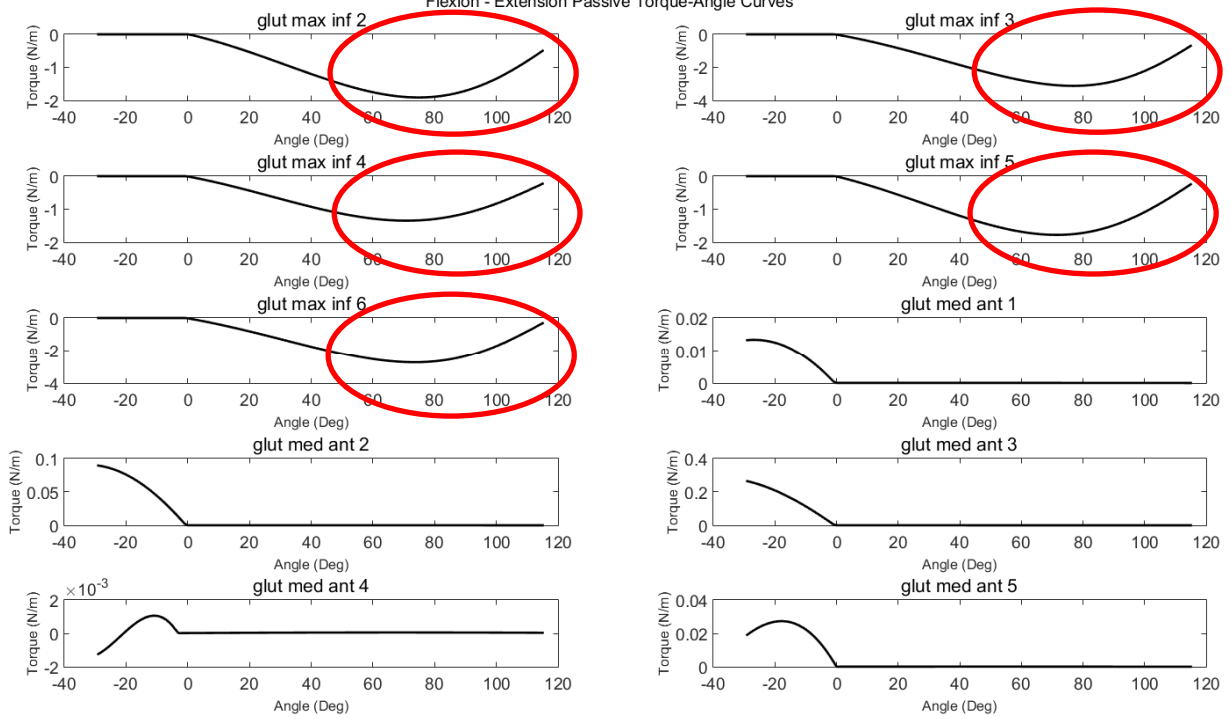 Flexion - Extension Passive Torque-Angle Curves
glut max inf 2
Torque (N/m)
0
-1
-2
-40 -20 0 20 40 60 80 100 120
Angle (Deg)
glut max inf 3
Torque (N/m)
0
-2
-4
-40 -20 0 20 40 60 80 100 120
Angle (Deg)
glut max inf 4
Torque (N/m)
0
-1
-2
-40 -20 0 20 40 60 80 100 120
Angle (Deg)
glut max inf 5
Torque (N/m)
0
-1
-2
-40 -20 0 20 40 60 80 100 120
Angle (Deg)
glut max inf 6
Torque (N/m)
0
-2
-4
-40 -20 0 20 40 60 80 100 120
Angle (Deg)
glut med ant 1
Torque (N/m)
0.02
0.01
0
-40 -20 0 20 40 60 80 100 120
Angle (Deg)
glut med ant 2
Torque (N/m)
0.1
0.05
0
-40 -20 0 20 40 60 80 100 120
Angle (Deg)
glut med ant 3
Torque (N/m)
0.4
0.2
0
-40 -20 0 20 40 60 80 100 120
Angle (Deg)
glut med ant 4
×10⁻³
Torque (N/m)
2
0
-2
-40 -20 0 20 40 60 80 100 120
Angle (Deg)
glut med ant 5
Torque (N/m)
0.04
0.02
0
-40 -20 0 20 40 60 80 100 120
Angle (Deg)